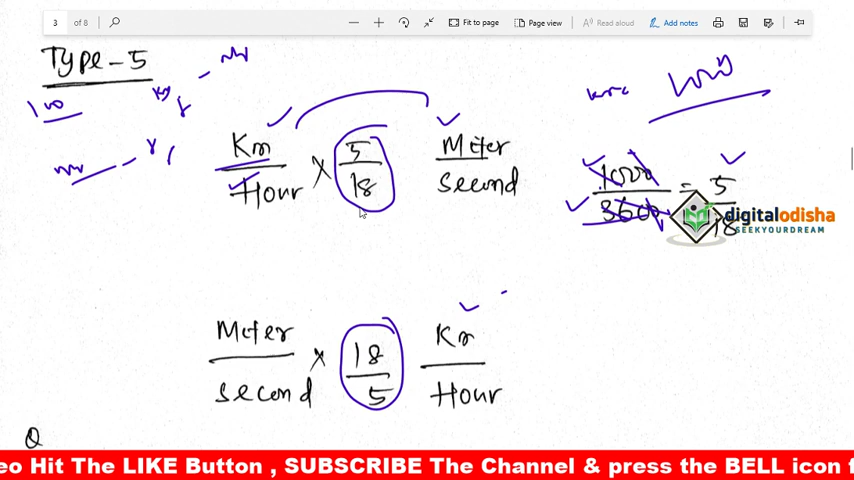 3 of 8
Fit to page
Page view
Read aloud
Add notes
Type-5
Km
Hour
×
5
18
Meter
second
1000
3600
=
5
18
digitalodisha
SEEKYOURDREAM
Meter
second
×
18
5
Km
Hour
Q
eo Hit The LIKE Button , SUBSCRIBE The Channel & press the BELL icon f